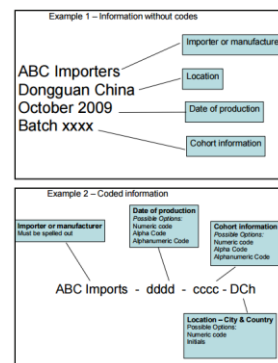 Example 1 – Information without codes
Importer or manufacturer
ABC Importers
Location
Dongguan China
October 2009
Date of production
Batch xxxx
Cohort information
Example 2 – Coded information
Importer or manufacturer
Must be spelled out
Date of production
Possible Options:
Numeric code
Alpha Code
Alphanumeric Code
Cohort information
Possible Options:
Numeric code
Alpha Code
Alphanumeric Code
ABC Imports - dddd - cccc - DCh
Location – City & Country
Possible Options:
Numeric code
Initials